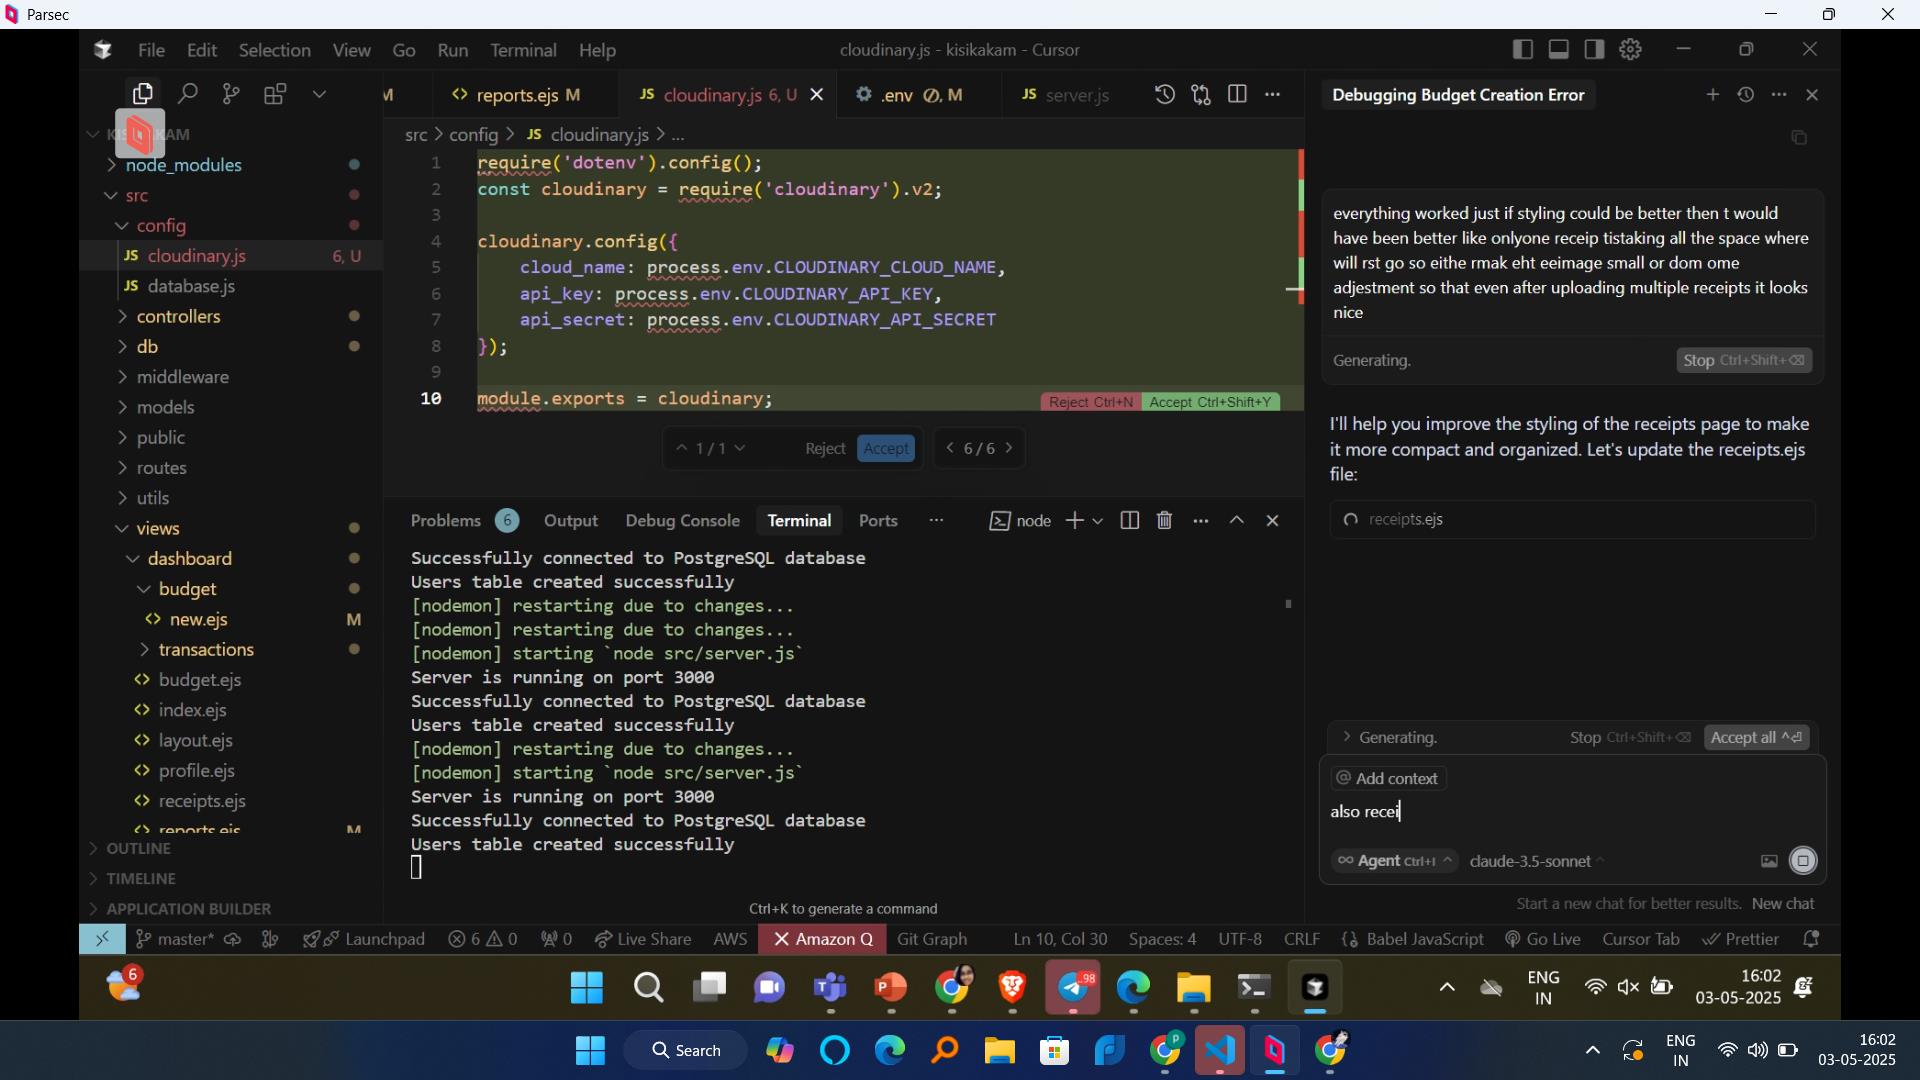 Parsec
File Edit Selection View Go Run Terminal Help
cloudinary.js - kisikakam - Cursor
M
reports.ejs M
JS cloudinary.js 6, U
.env M
JS server.js
src > config > JS cloudinary.js > ...
node_modules
src
config
JS cloudinary.js 6, U
JS database.js
controllers
db
middleware
models
public
routes
utils
views
dashboard
budget
<> new.ejs M
transactions
<> budget.ejs
<> index.ejs
<> layout.ejs
<> profile.ejs
<> receipts.ejs
<> reports.ejs M
OUTLINE
TIMELINE
APPLICATION BUILDER
1 require('dotenv').config();
2 const cloudinary = require('cloudinary').v2;
3
4 cloudinary.config({
5 cloud_name: process.env.CLOUDINARY_CLOUD_NAME,
6 api_key: process.env.CLOUDINARY_API_KEY,
7 api_secret: process.env.CLOUDINARY_API_SECRET
8 });
9
10 module.exports = cloudinary;
Reject Ctrl+N Accept Ctrl+Shift+Y
1 / 1 Reject Accept 6 / 6
Problems 6 Output Debug Console Terminal Ports ... node
Successfully connected to PostgreSQL database
Users table created successfully
[nodemon] restarting due to changes...
[nodemon] restarting due to changes...
[nodemon] starting `node src/server.js`
Server is running on port 3000
Successfully connected to PostgreSQL database
Users table created successfully
[nodemon] restarting due to changes...
[nodemon] starting `node src/server.js`
Server is running on port 3000
Successfully connected to PostgreSQL database
Users table created successfully
Ctrl+K to generate a command
Debugging Budget Creation Error
everything worked just if styling could be better then t would
have been better like onlyone receip tistaking all the space where
will rst go so eithe rmak eht eeimage small or dom ome
adjestment so that even after uploading multiple receipts it looks
nice
Generating. Stop Ctrl+Shift+⌫
I'll help you improve the styling of the receipts page to make
it more compact and organized. Let's update the receipts.ejs
file:
receipts.ejs
> Generating. Stop Ctrl+Shift+⌫ Accept all ^⏎
@ Add context
also recei
∞ Agent Ctrl+I claude-3.5-sonnet
Start a new chat for better results. New chat
master* Launchpad 6 0 0 Live Share AWS Amazon Q Git Graph Ln 10, Col 30 Spaces: 4 UTF-8 CRLF Babel JavaScript Go Live Cursor Tab Prettier
6
98
ENG
IN
16:02
03-05-2025
Search
ENG
IN
16:02
03-05-2025